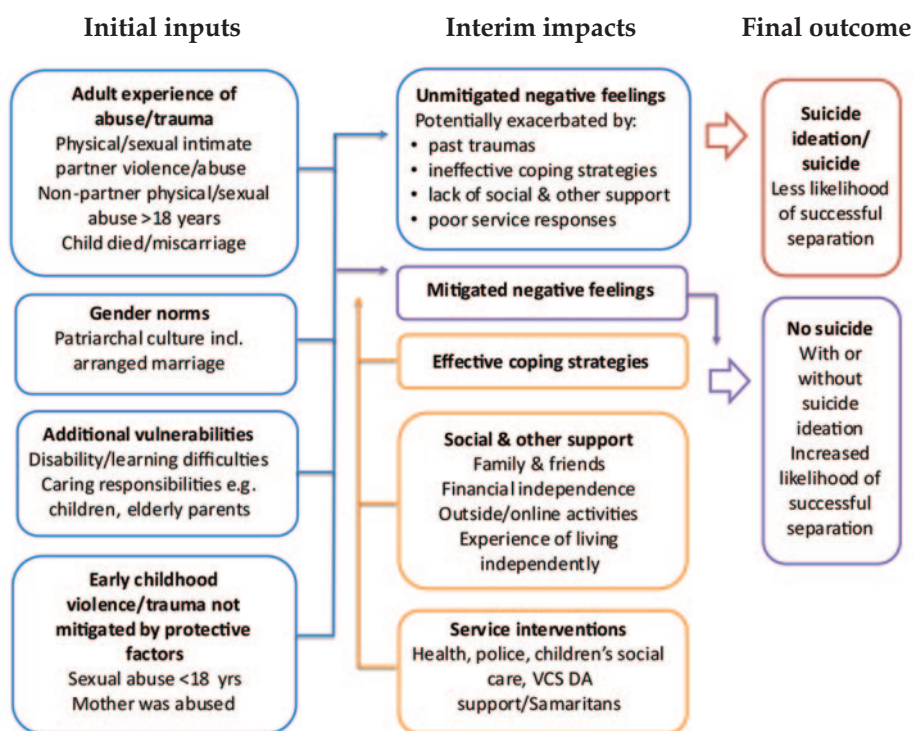 Initial inputs
Interim impacts
Final outcome
Adult experience of
abuse/trauma
Physical/sexual intimate
partner violence/abuse
Non-partner physical/sexual
abuse >18 years
Child died/miscarriage
Gender norms
Patriarchal culture incl.
arranged marriage
Additional vulnerabilities
Disability/learning difficulties
Caring responsibilities e.g.
children, elderly parents
Early childhood
violence/trauma not
mitigated by protective
factors
Sexual abuse <18 yrs
Mother was abused
Unmitigated negative feelings
Potentially exacerbated by:
• past traumas
• ineffective coping strategies
• lack of social & other support
• poor service responses
Mitigated negative feelings
Effective coping strategies
Social & other support
Family & friends
Financial independence
Outside/online activities
Experience of living
independently
Service interventions
Health, police, children's social
care, VCS DA
support/Samaritans
Suicide
ideation/
suicide
Less likelihood
of successful
separation
No suicide
With or
without
suicide
ideation
Increased
likelihood of
successful
separation